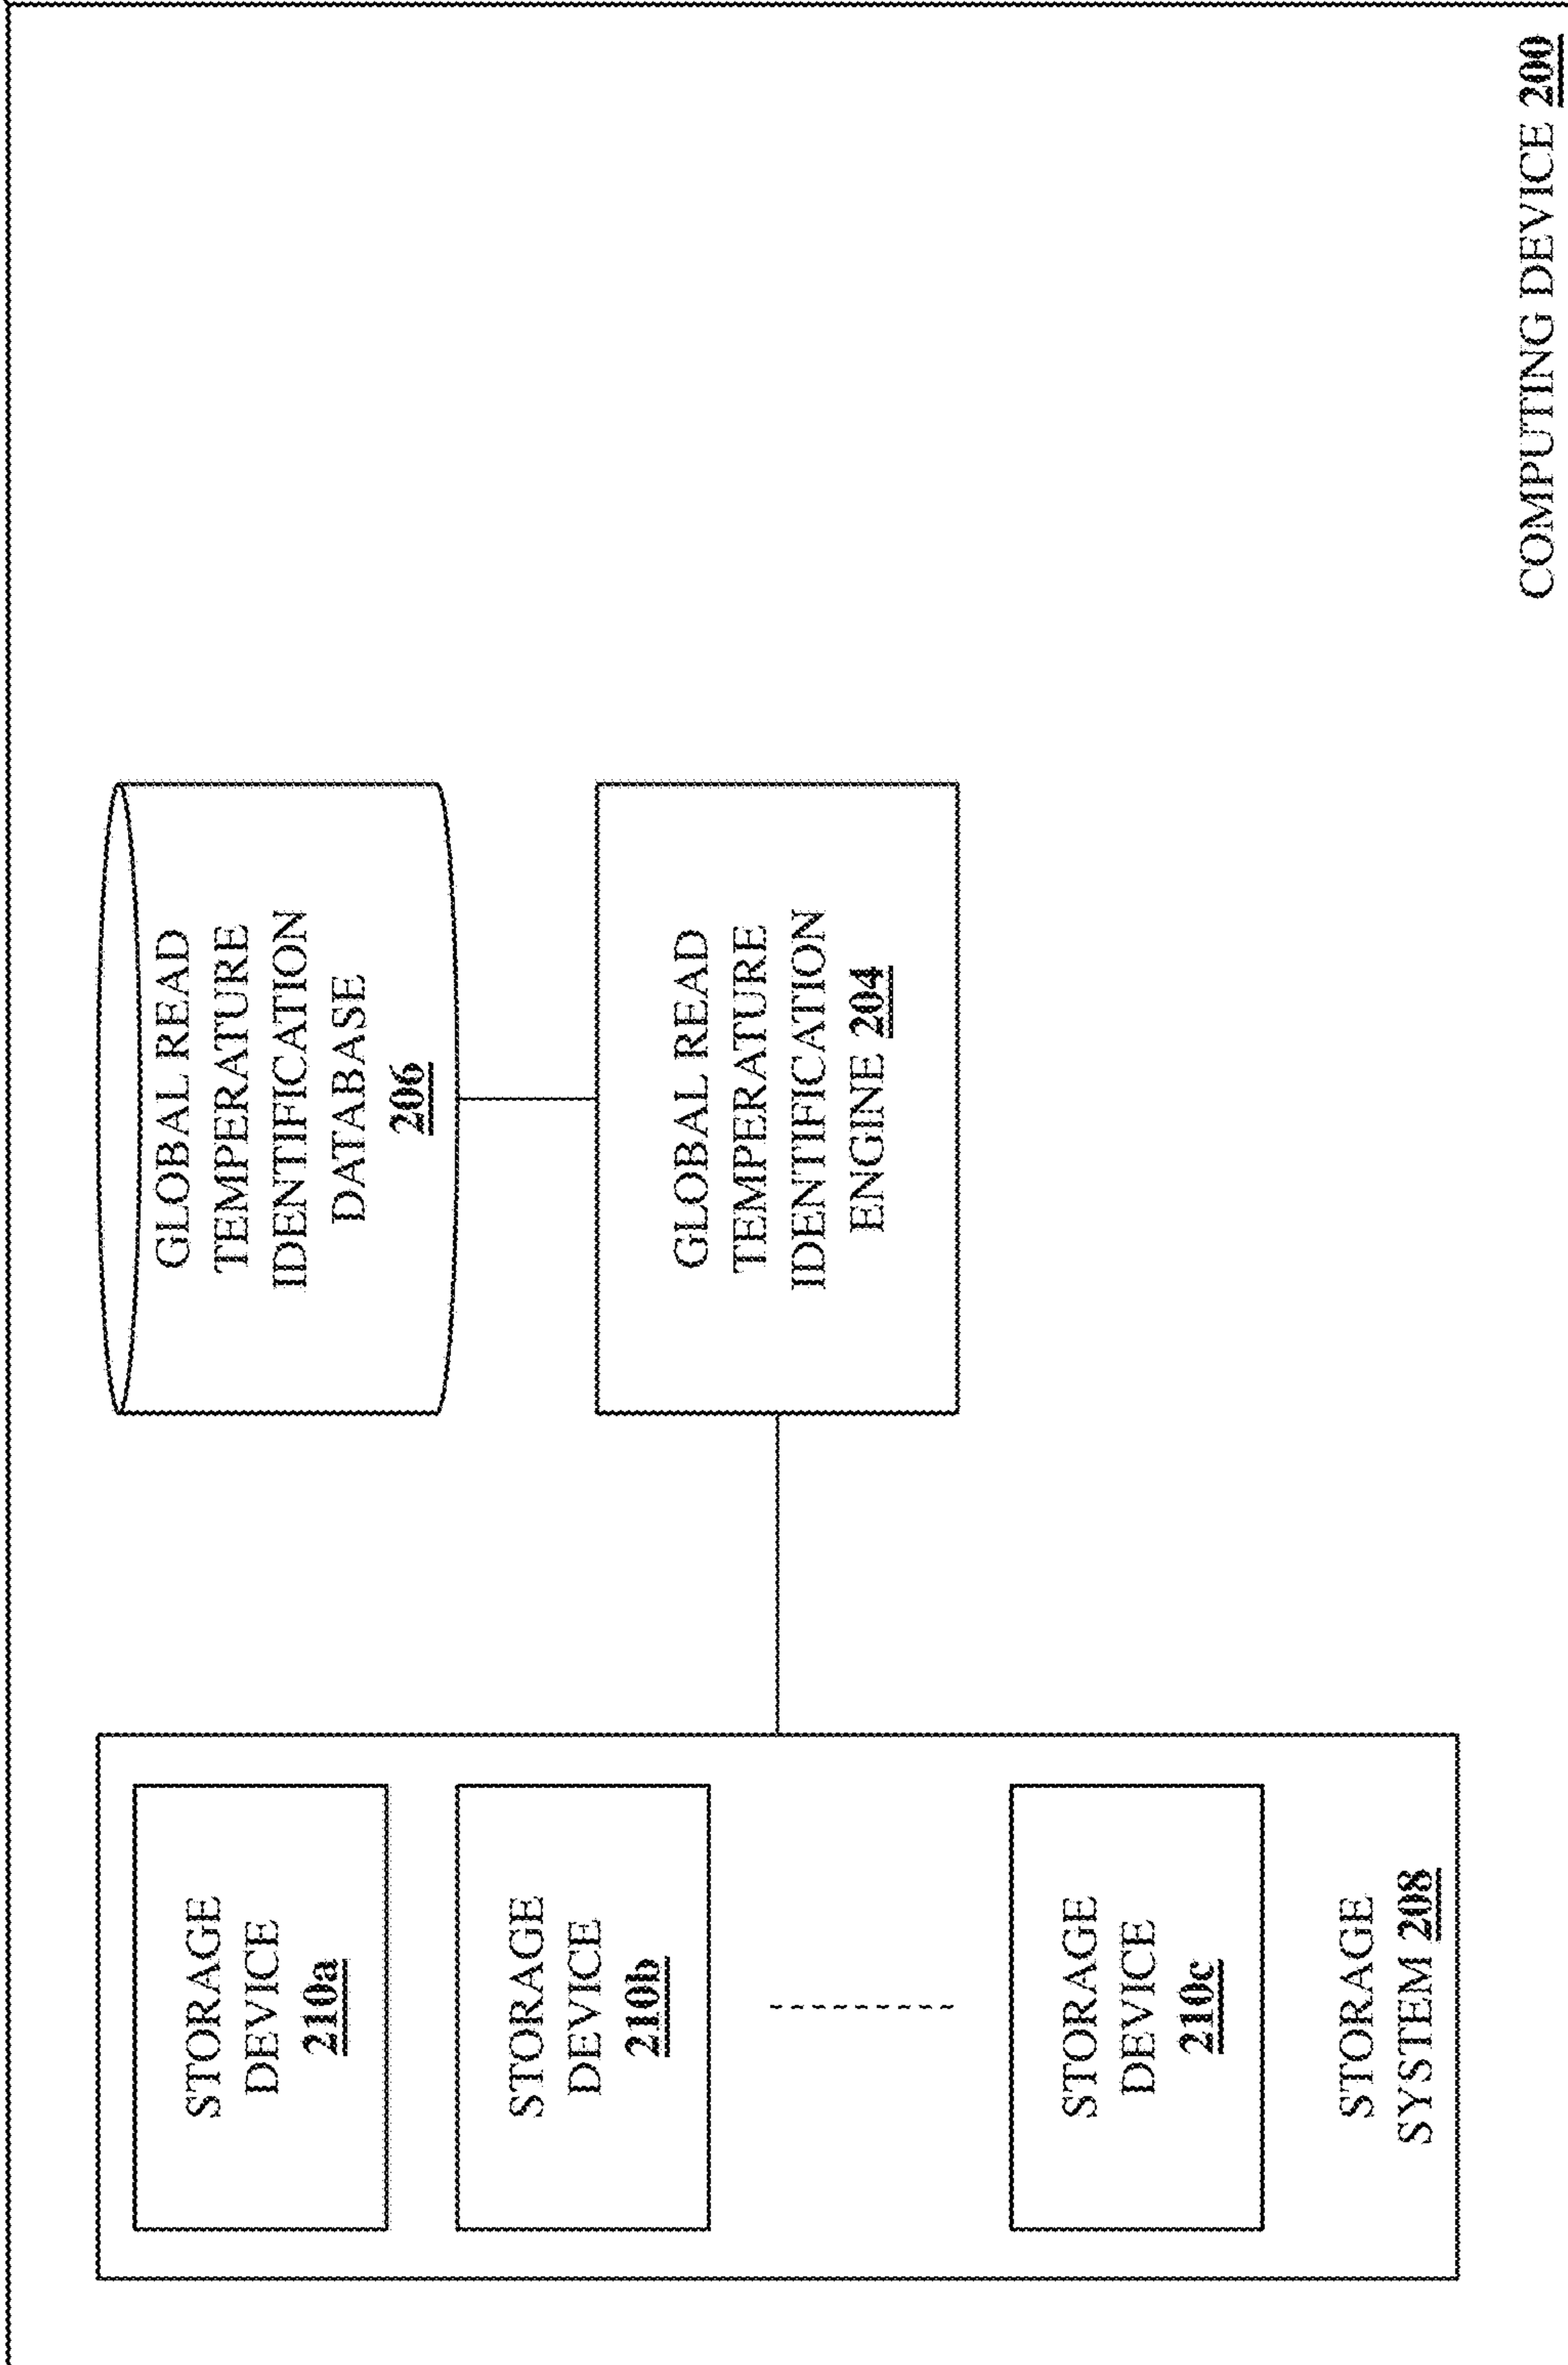 STORAGE
DEVICE
210a
STORAGE
DEVICE
210b
STORAGE
DEVICE
210c
STORAGE
SYSTEM 208
GLOBAL READ
TEMPERATURE
IDENTIFICATION
DATABASE
206
GLOBAL READ
TEMPERATURE
IDENTIFICATION
ENGINE 204
COMPUTING DEVICE 200